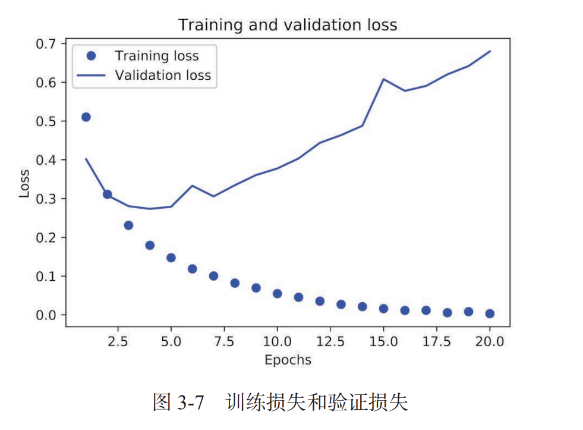 Training and validation loss
Training loss
Validation loss
Loss
0.7
0.6
0.5
0.4
0.3
0.2
0.1
0.0
2.5 5.0 7.5 10.0 12.5 15.0 17.5 20.0
Epochs
图 3-7 训练损失和验证损失